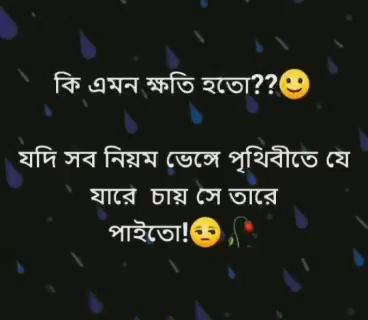 কি এমন ক্ষতি হতো??🙂
যদি সব নিয়ম ভেঙ্গে পৃথিবীতে যে
যারে চায় সে তারে
পাইতো!😒🥀